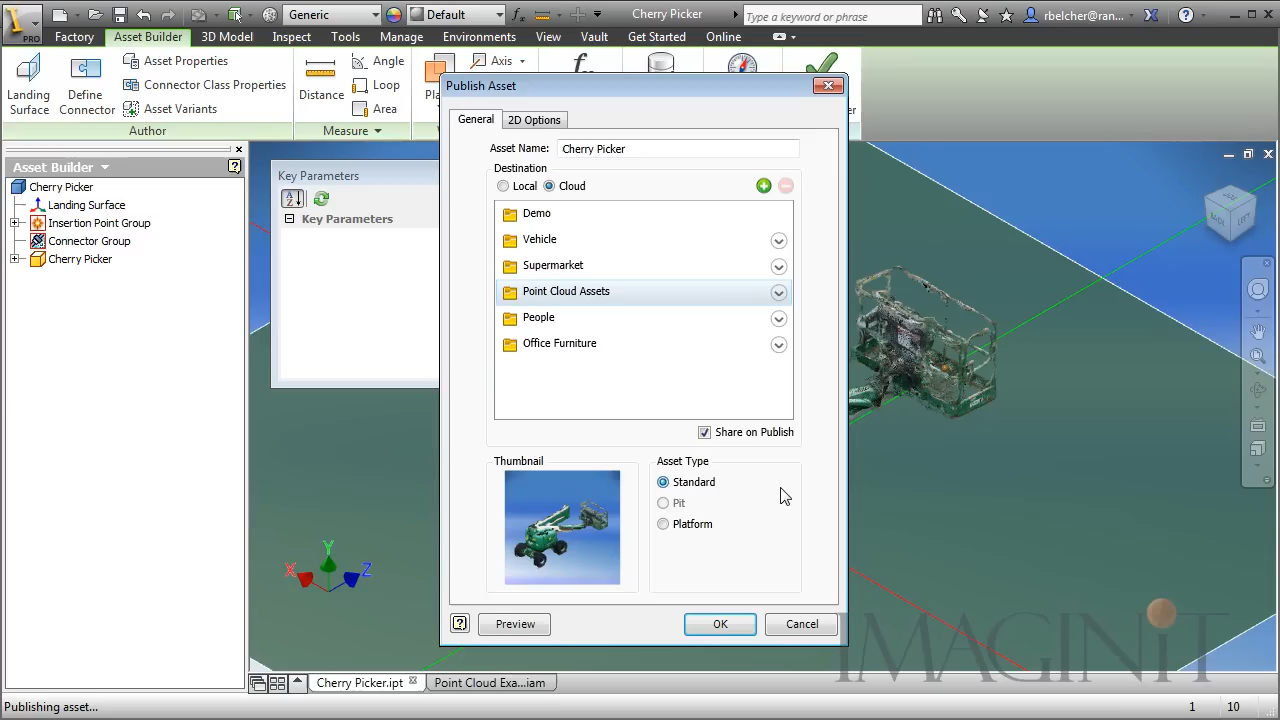 PRO
Generic
Default
Cherry Picker
Type a keyword or phrase
rbelcher@ran...
Factory
Asset Builder
3D Model
Inspect
Tools
Manage
Environments
View
Vault
Get Started
Online
Landing Surface
Define Connector
Asset Properties
Connector Class Properties
Asset Variants
Author
Distance
Angle
Loop
Area
Measure
Axis
Publish Asset
General
2D Options
Asset Name:
Cherry Picker
Destination
Local
Cloud
Demo
Vehicle
Supermarket
Point Cloud Assets
People
Office Furniture
Share on Publish
Thumbnail
Asset Type
Standard
Pit
Platform
Preview
OK
Cancel
Asset Builder
Cherry Picker
Landing Surface
Insertion Point Group
Connector Group
Cherry Picker
Key Parameters
Key Parameters
LEFT
X
Y
Z
IMAGINiT
Cherry Picker.ipt
Point Cloud Exa...iam
Publishing asset...
1
10